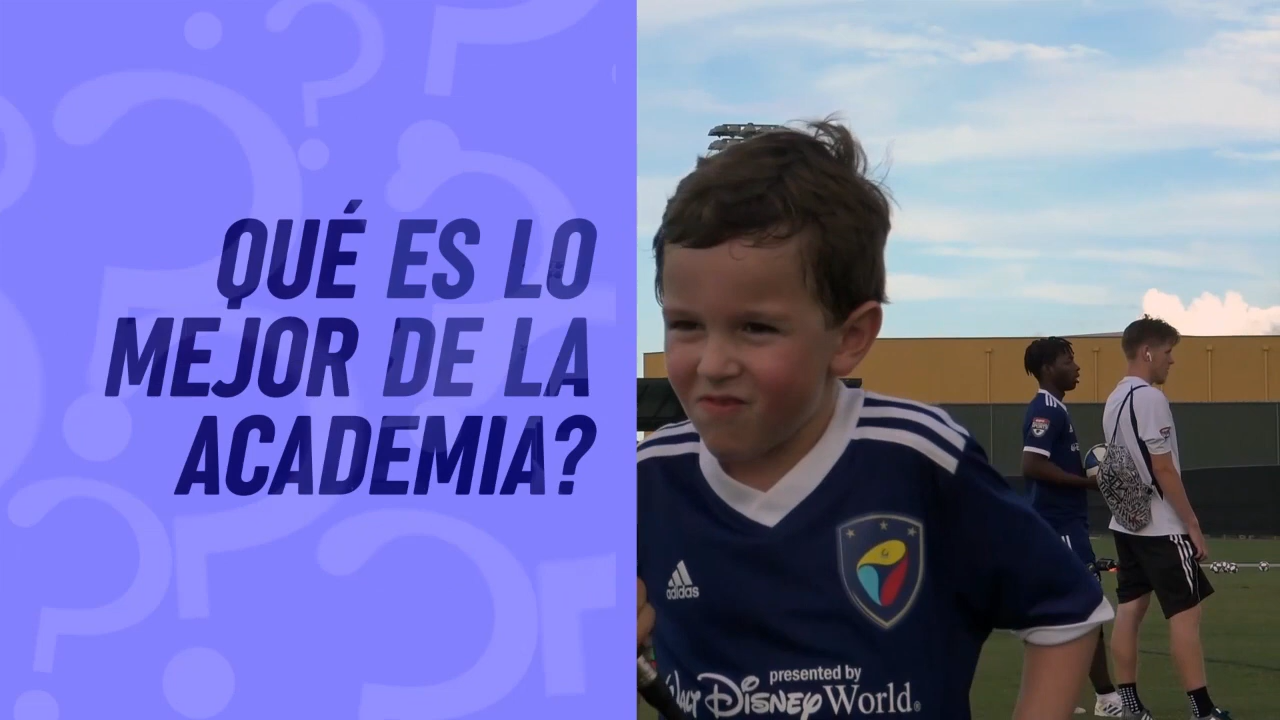 QUÉ ES LO
MEJOR DE LA
ACADEMIA?
adidas
presented by
WALT DISNEY World®